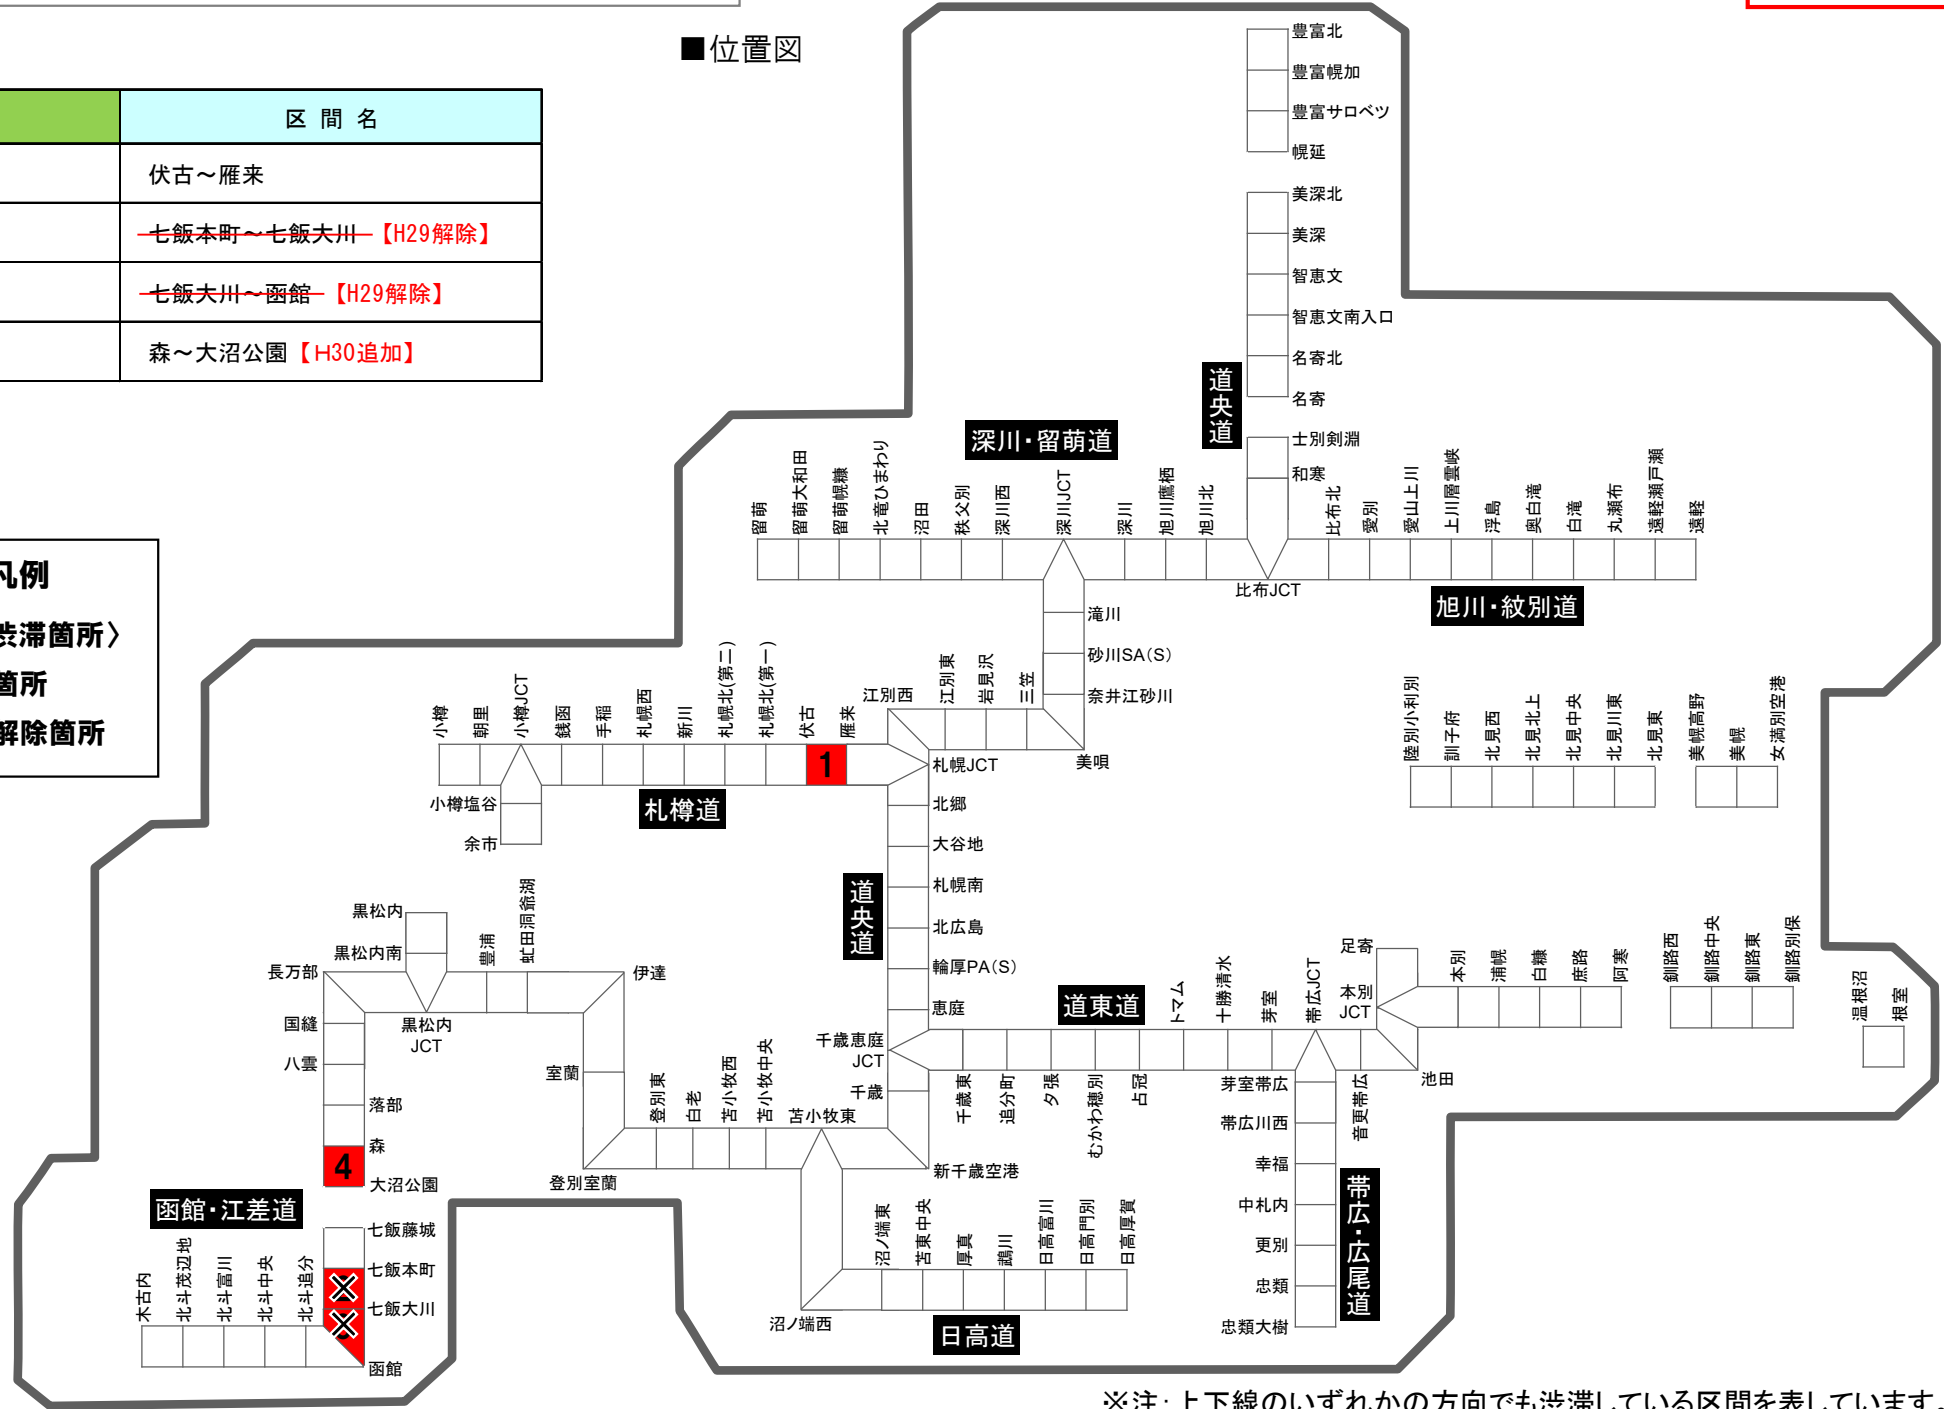 ■位置図
区間名
伏古～雁来
七飯本町～七飯大川【H29解除】
七飯大川～函館【H29解除】
森～大沼公園【H30追加】
凡例
渋滞箇所〉
箇所
解除箇所
豊富北
豊富幌加
豊富サロベツ
幌延
美深北
美深
智恵文
智恵文南入口
名寄北
名寄
道央道
士別剣淵
和寒
深川・留萌道
留萌
留萌大和田
留萌幌糠
北竜ひまわり
沼田
秩父別
深川西
深川JCT
深川
旭川鷹栖
旭川北
比布JCT
比布北
愛別
愛山上川
上川層雲峡
浮島
奥白滝
白滝
丸瀬布
遠軽瀬戸瀬
遠軽
旭川・紋別道
滝川
砂川SA(S)
奈井江砂川
美唄
三笠
岩見沢
江別東
江別西
小樽
朝里
小樽JCT
銭函
手稲
札幌西
新川
札幌北(第二)
札幌北(第一)
伏古
雁来
1
札幌JCT
小樽塩谷
余市
札樽道
北郷
大谷地
札幌南
北広島
輪厚PA(S)
恵庭
道央道
千歳恵庭
JCT
千歳
陸別小利別
訓子府
北見西
北見北上
北見中央
北見川東
北見東
美幌高野
美幌
女満別空港
黒松内
黒松内南
黒松内
JCT
豊浦
虻田洞爺湖
伊達
長万部
国縫
八雲
落部
森
4
大沼公園
室蘭
登別室蘭
登別東
白老
苫小牧西
苫小牧中央
苫小牧東
新千歳空港
道東道
千歳東
追分町
夕張
むかわ穂別
占冠
トマム
十勝清水
芽室
帯広JCT
音更帯広
池田
本別
JCT
足寄
本別
浦幌
白糠
庶路
阿寒
釧路西
釧路中央
釧路東
釧路別保
温根沼
根室
芽室帯広
帯広川西
幸福
中札内
更別
忠類
忠類大樹
帯広・広尾道
函館・江差道
七飯藤城
七飯本町
七飯大川
函館
木古内
北斗茂辺地
北斗富川
北斗中央
北斗追分
沼ノ端西
沼ノ端東
苫東中央
厚真
鵡川
日高富川
日高門別
日高厚賀
日高道
※注：上下線のいずれかの方向でも渋滞している区間を表しています。